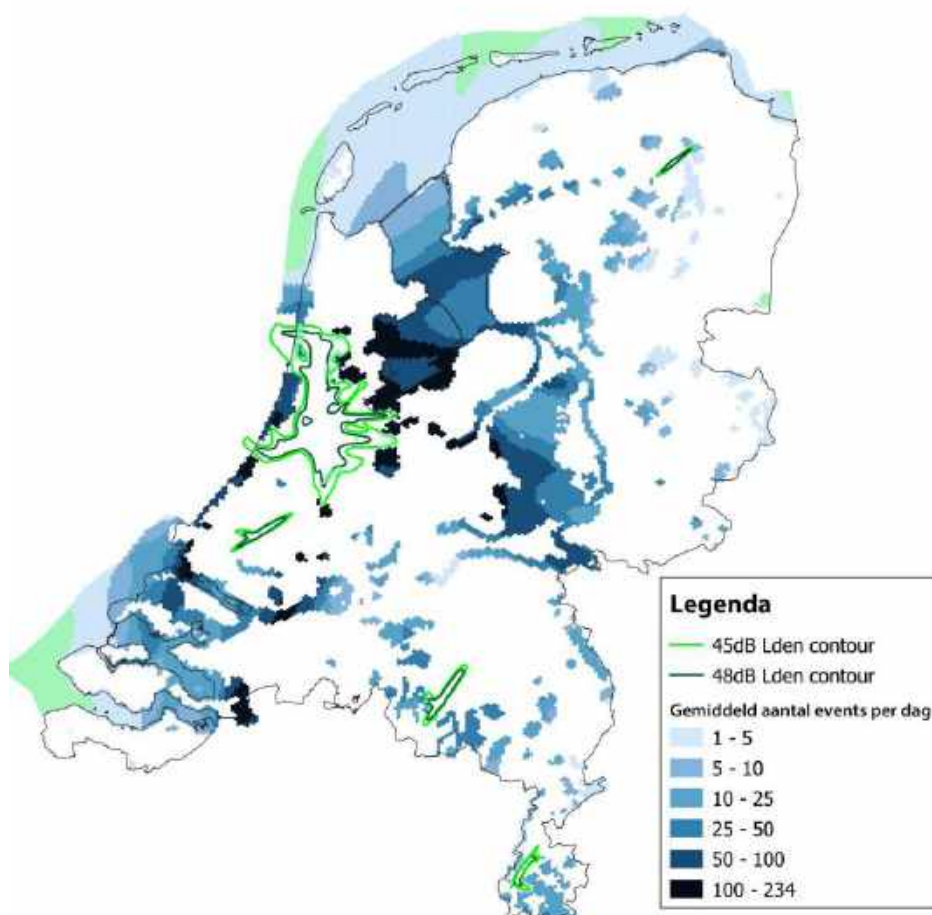 Legenda
45dB Lden contour
48dB Lden contour
Gemiddeld aantal events per dag
1 - 5
5 - 10
10 - 25
25 - 50
50 - 100
100 - 234